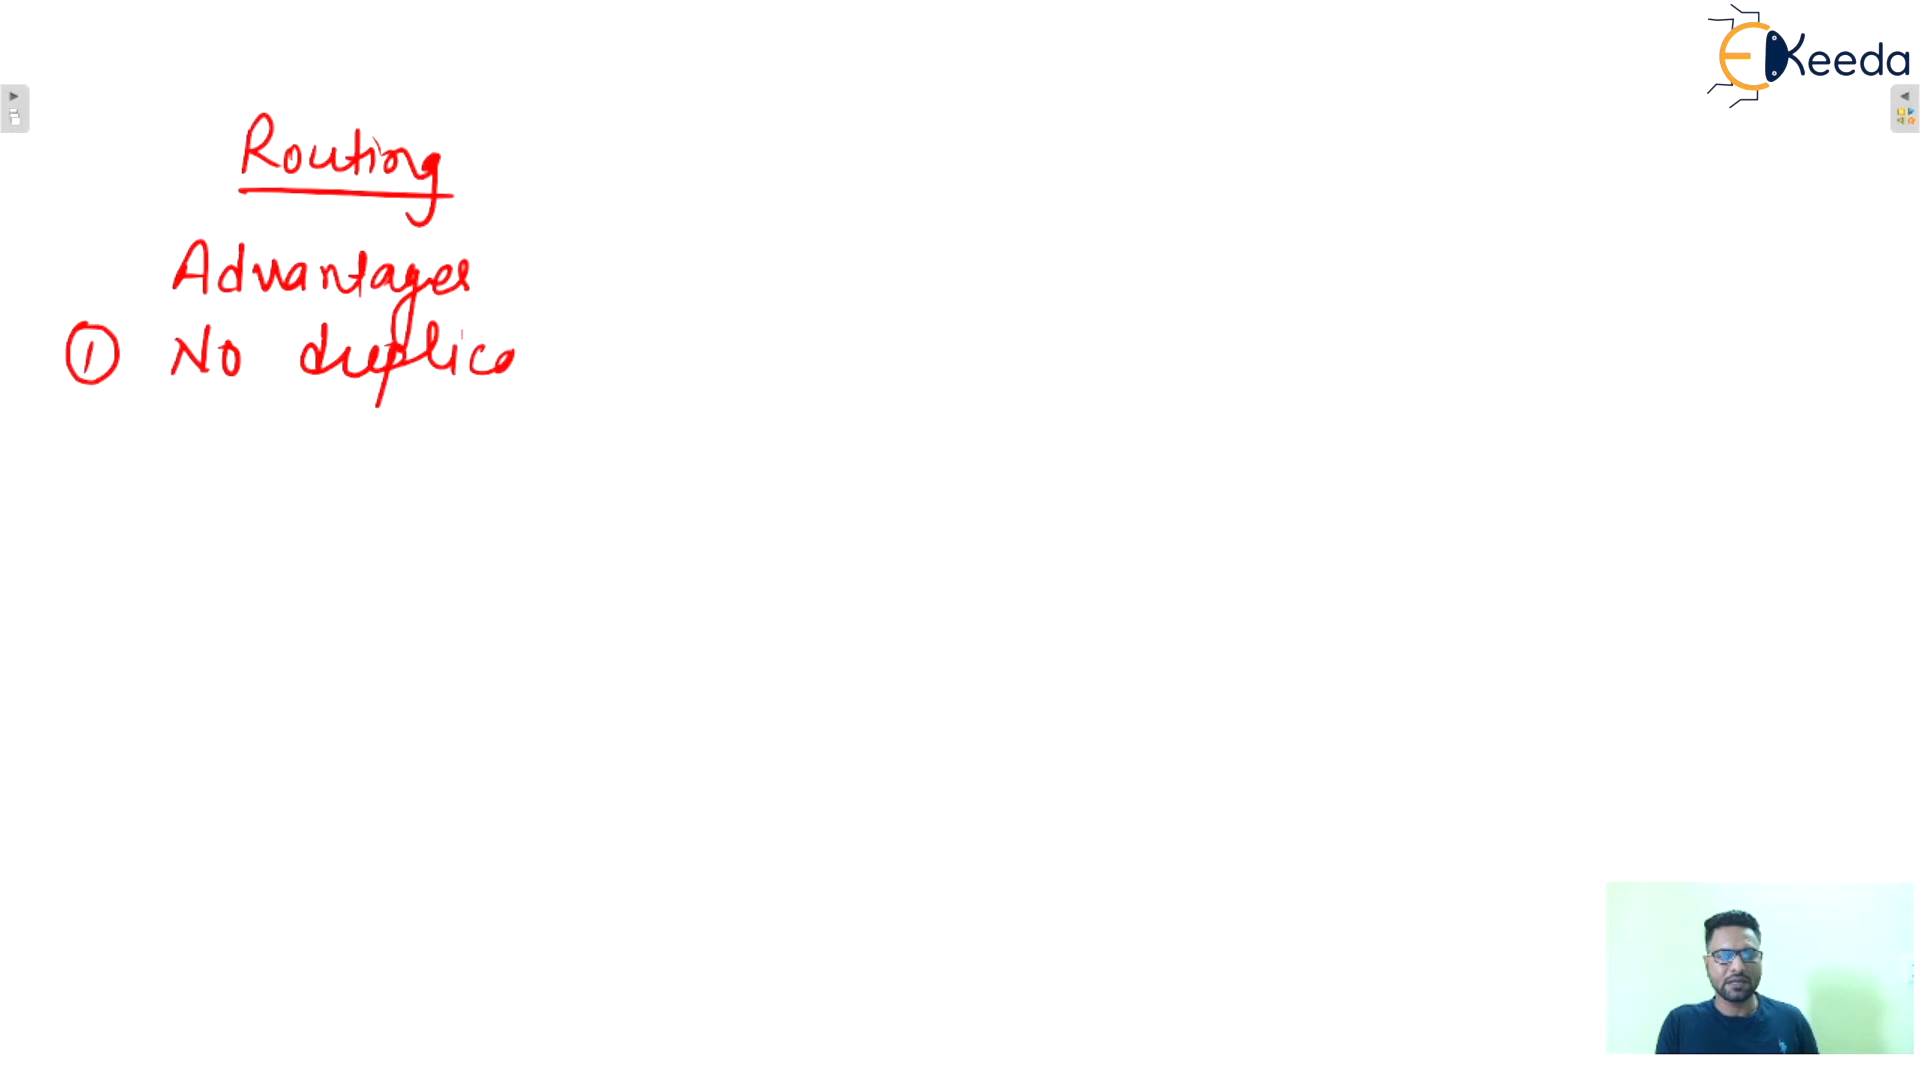 EKeeda
Routing
Advantages
① No duplica